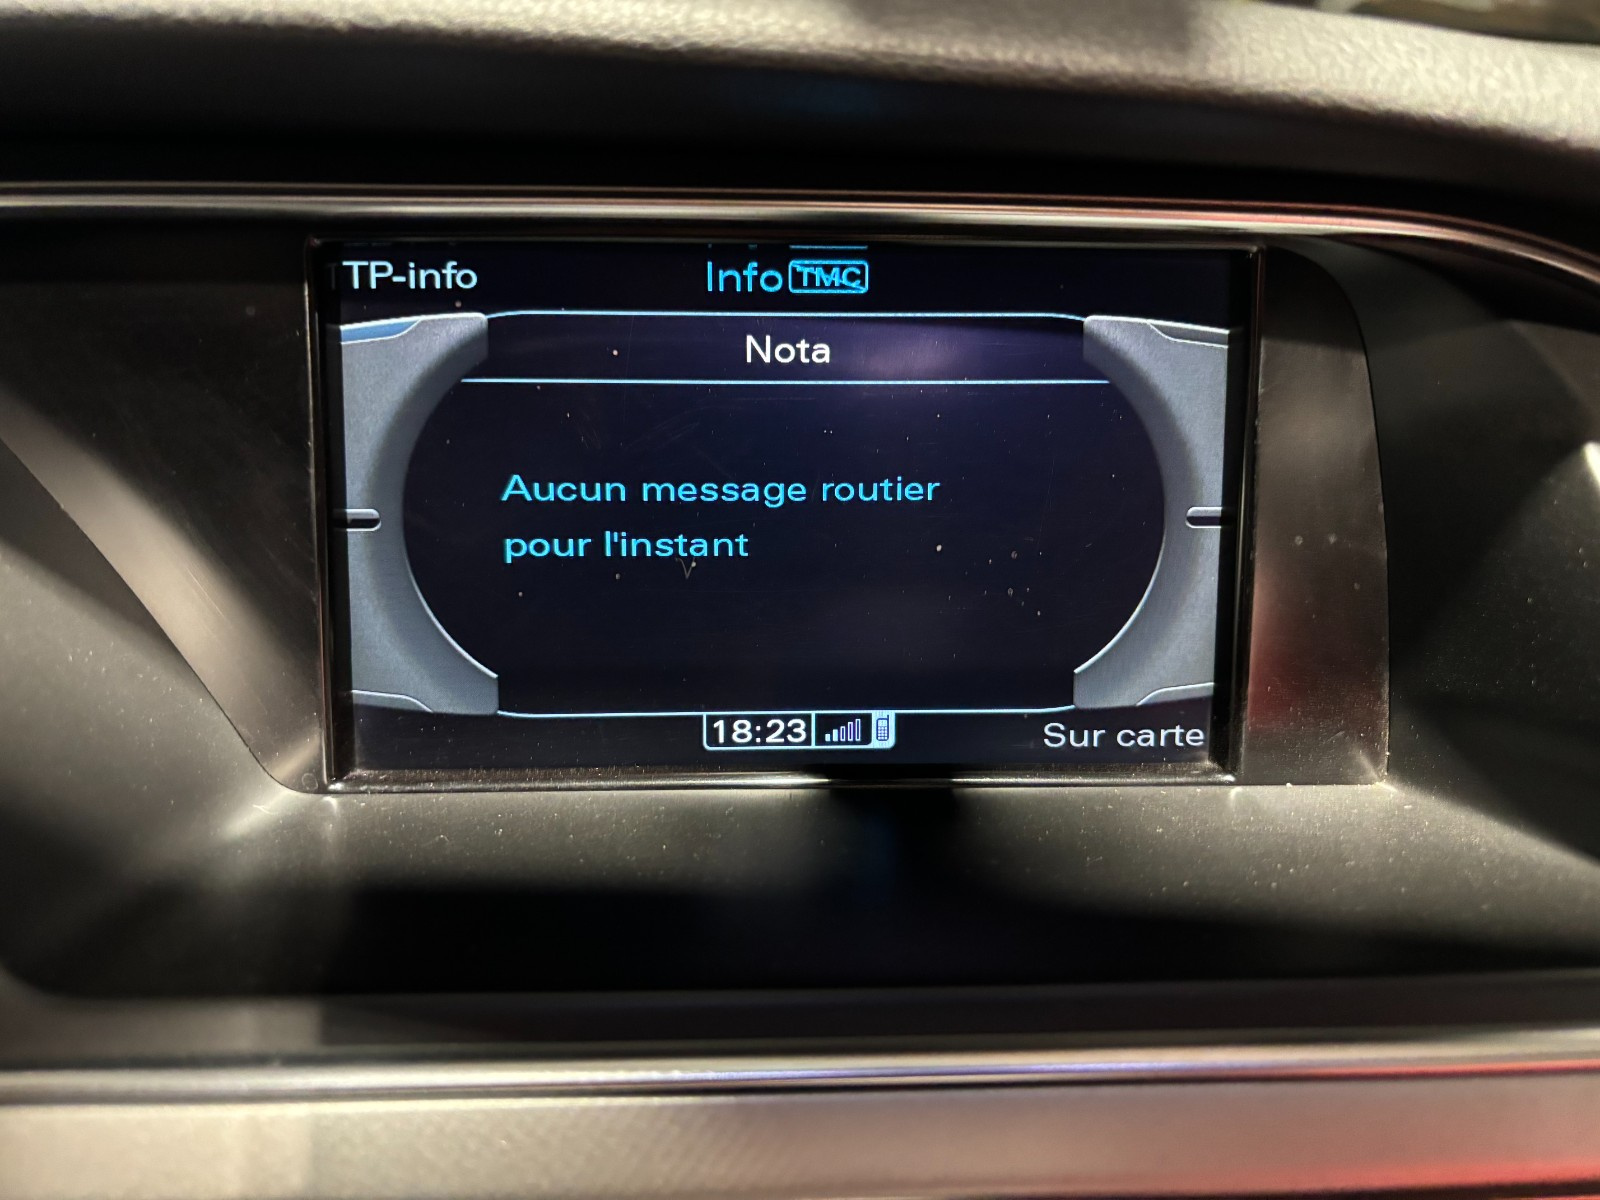 TP-info
Info TMC
Nota
Aucun message routier
pour l'instant
18:23
Sur carte